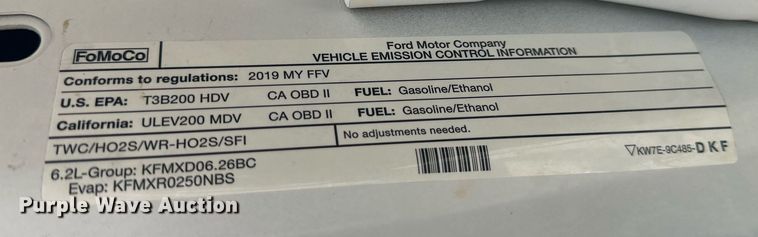 FoMoCo
Ford Motor Company
VEHICLE EMISSION CONTROL INFORMATION
Conforms to regulations: 2019 MY FFV
U.S. EPA: T3B200 HDV CA OBD II FUEL: Gasoline/Ethanol
California: ULEV200 MDV CA OBD II FUEL: Gasoline/Ethanol
TWC/HO2S/WR-HO2S/SFI No adjustments needed.
6.2L-Group: KFMXD06.26BC
Evap: KFMXR0250NBS
▽KW7E-9C485-DKF
Purple Wave Auction